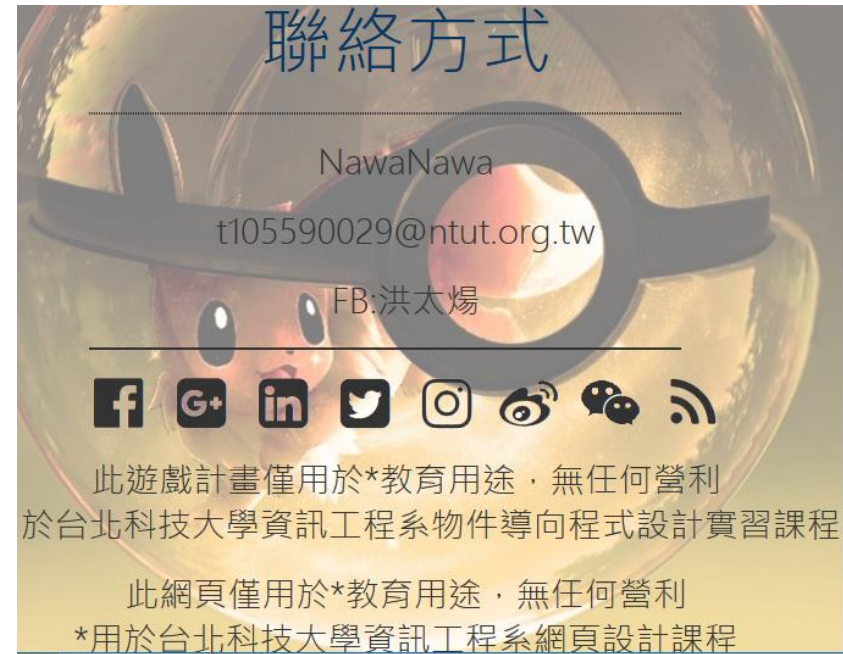 聯絡方式
NawaNawa
t105590029@ntut.org.tw
FB:洪太煬
G+
in
此遊戲計畫僅用於*教育用途，無任何營利
於台北科技大學資訊工程系物件導向程式設計實習課程
此網頁僅用於*教育用途，無任何營利
*用於台北科技大學資訊工程系網頁設計課程